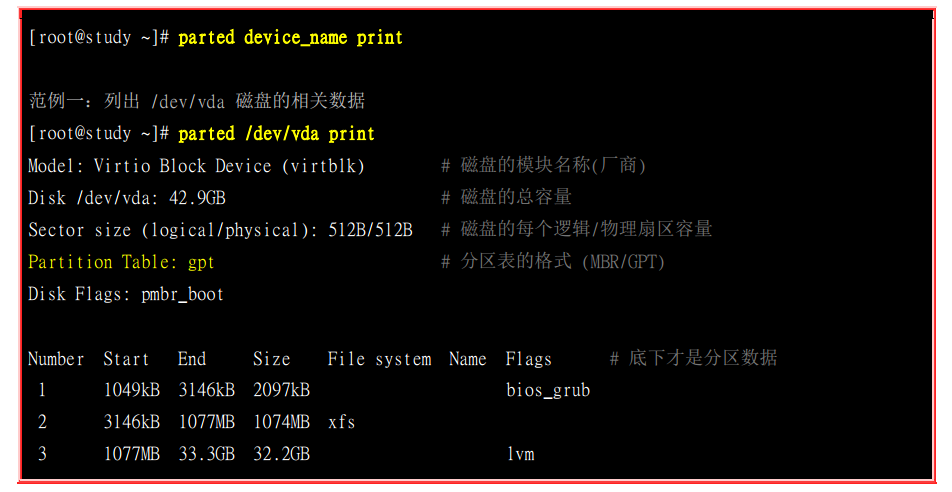 [root@study ~]# parted device_name print
范例一：列出 /dev/vda 磁盘的相关数据
[root@study ~]# parted /dev/vda print
Model: Virtio Block Device (virtblk) # 磁盘的模块名称(厂商)
Disk /dev/vda: 42.9GB # 磁盘的总容量
Sector size (logical/physical): 512B/512B # 磁盘的每个逻辑/物理扇区容量
Partition Table: gpt # 分区表的格式 (MBR/GPT)
Disk Flags: pmbr_boot
Number Start End Size File system Name Flags # 底下才是分区数据
1 1049kB 3146kB 2097kB bios_grub
2 3146kB 1077MB 1074MB xfs
3 1077MB 33.3GB 32.2GB lvm